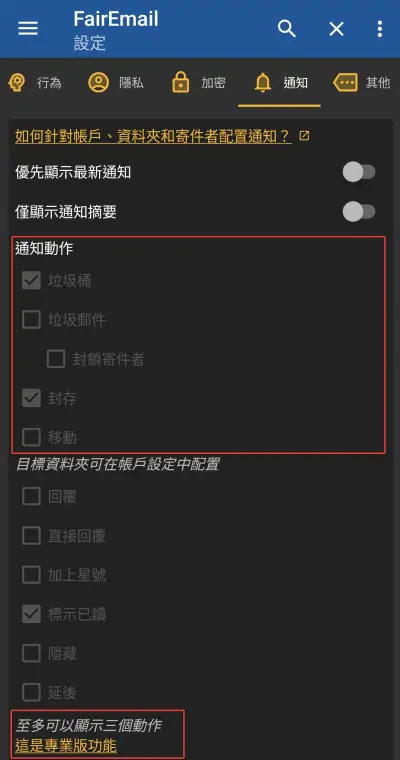 FairEmail
設定
行為 隱私 加密 通知 其他
如何針對帳戶、資料夾和寄件者配置通知？
優先顯示最新通知
僅顯示通知摘要
通知動作
垃圾桶
垃圾郵件
封鎖寄件者
封存
移動
目標資料夾可在帳戶設定中配置
回覆
直接回覆
加上星號
標示已讀
隱藏
延後
至多可以顯示三個動作
這是專業版功能